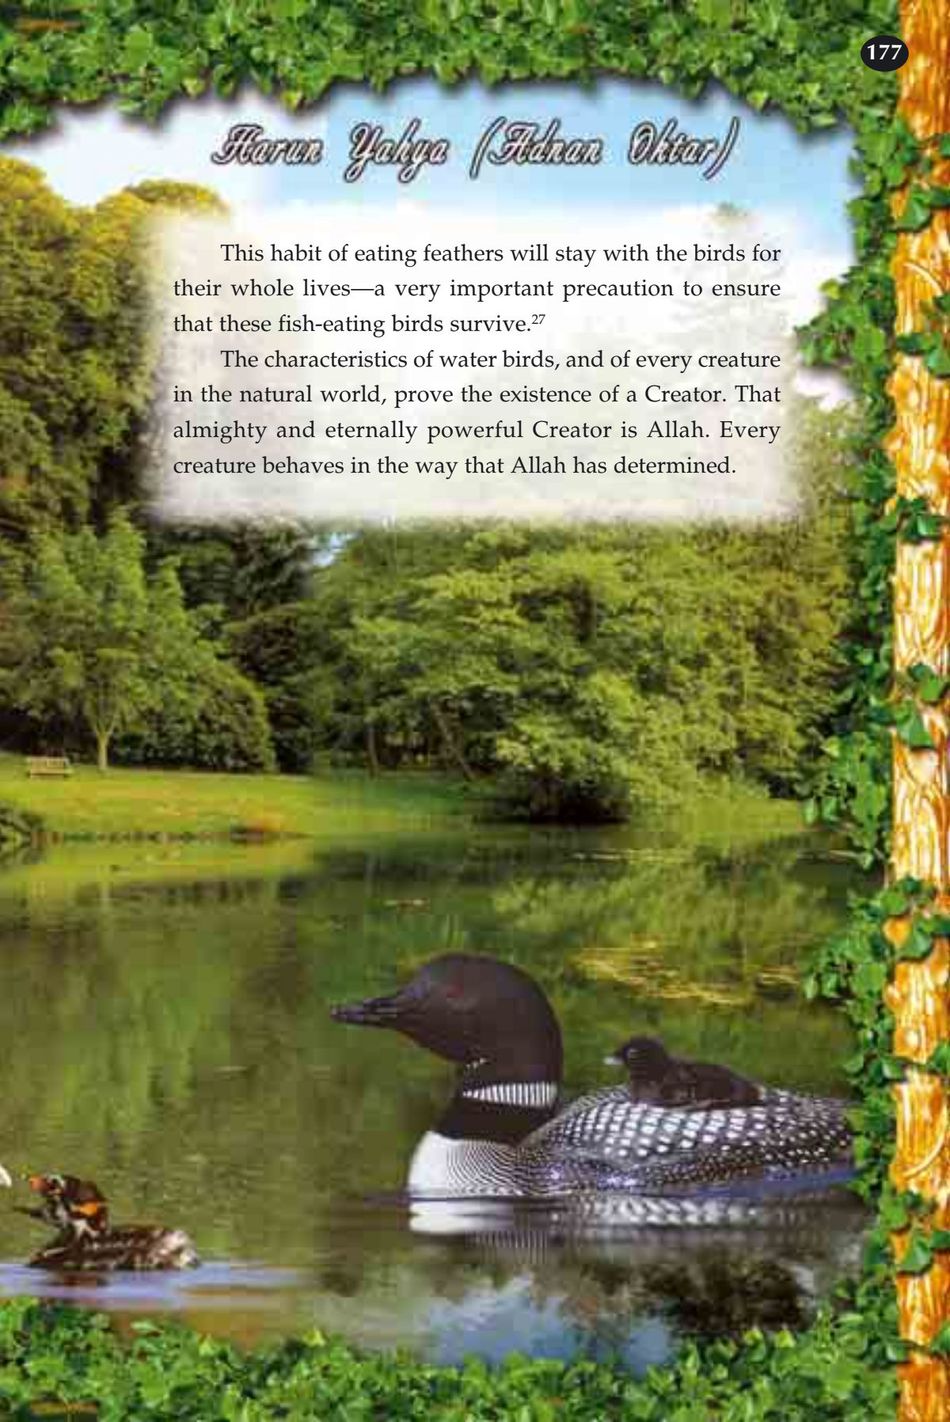 177
Harun Yahya (Adnan Oktar)
This habit of eating feathers will stay with the birds for
their whole lives—a very important precaution to ensure
that these fish-eating birds survive.27
The characteristics of water birds, and of every creature
in the natural world, prove the existence of a Creator. That
almighty and eternally powerful Creator is Allah. Every
creature behaves in the way that Allah has determined.